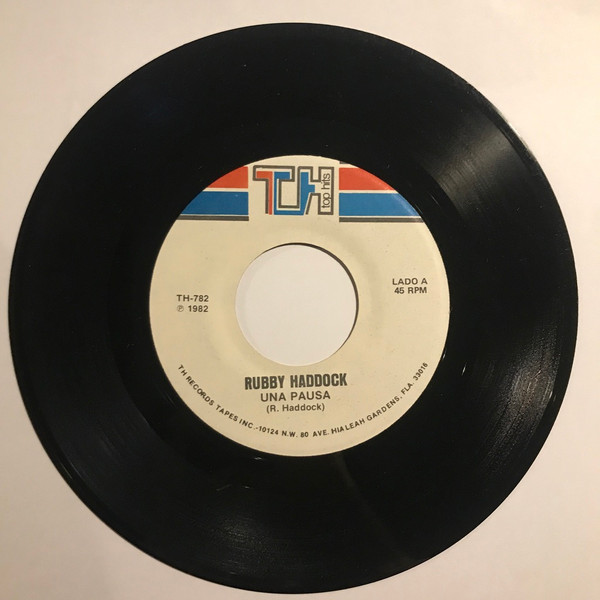 TH
top hits
TH-782
℗ 1982
LADO A
45 RPM
RUBBY HADDOCK
UNA PAUSA
(R. Haddock)
TH RECORDS TAPES INC.-10124 N.W. 80 AVE. HIALEAH GARDENS, FLA. 33016